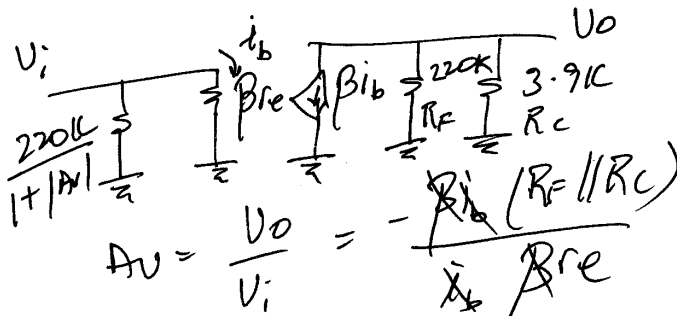 Vi ib Vo
220K
1+|Av|
βre βib 220K RF 3.9K RC
Av = Vo / Vi = - βib (RF // RC) / ib βre